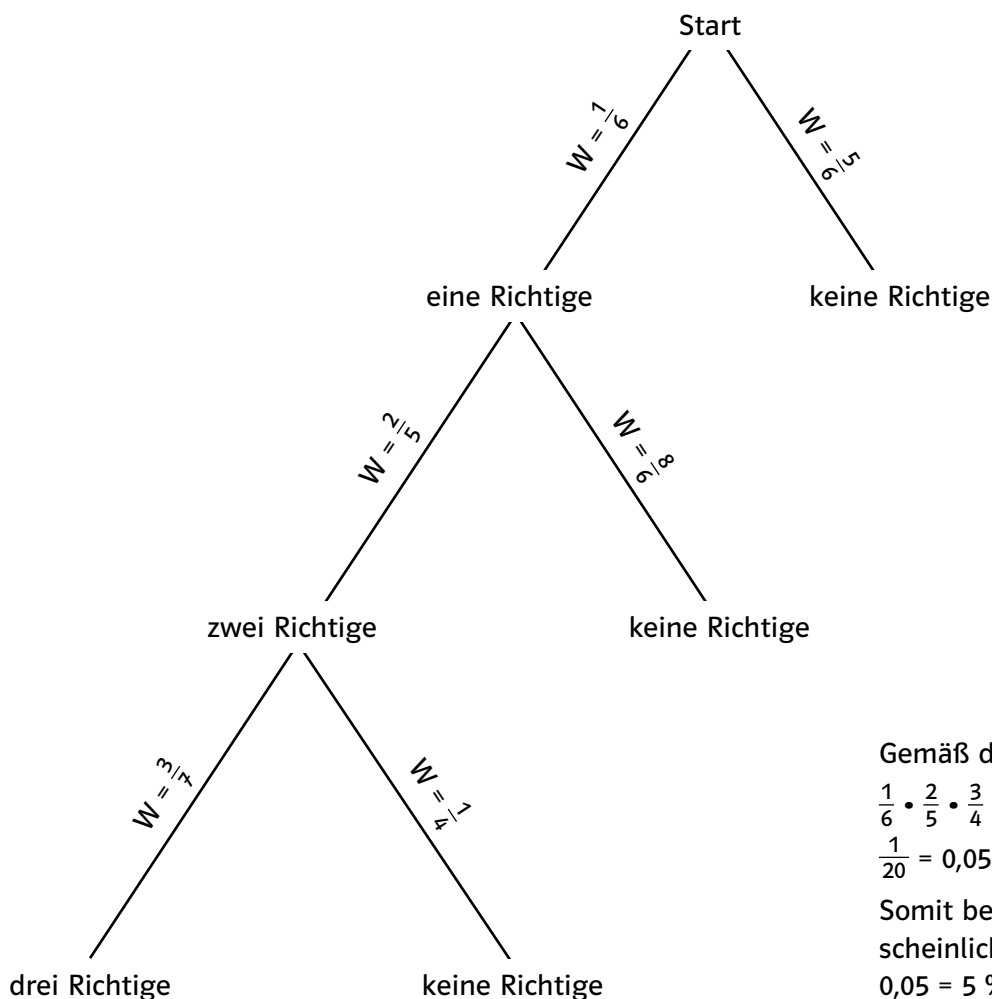 Start
W = 1/6
W = 5/6
eine Richtige
keine Richtige
W = 2/5
W = 8/6
zwei Richtige
keine Richtige
W = 3/7
W = 1/4
drei Richtige
keine Richtige
Gemäß d
1/6 • 2/5 • 3/4
1/20 = 0,05
Somit be
scheinlich
0,05 = 5 %